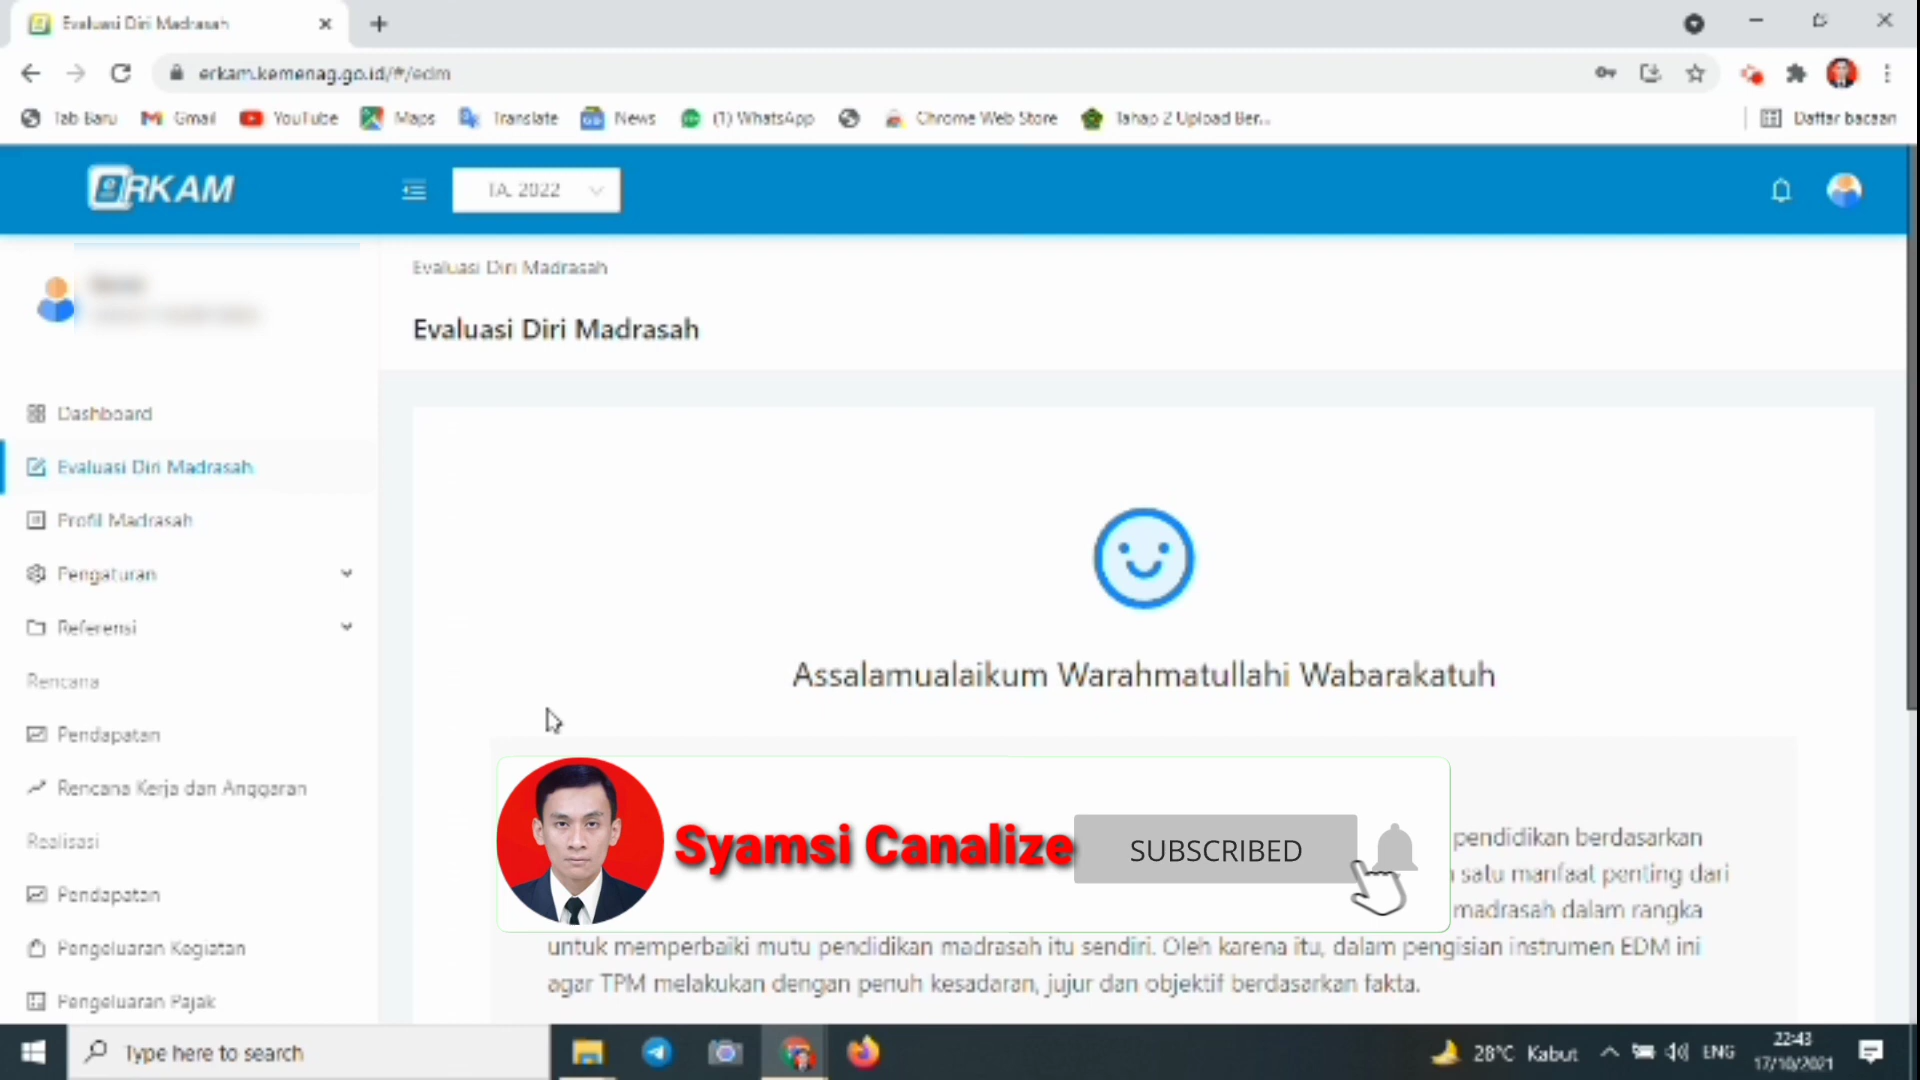 Evaluasi Diri Madrasah
erkam.kemenag.go.id/#/edm
Tab Baru Gmail YouTube Maps Translate News (1) WhatsApp Chrome Web Store Tahap 2 Upload Ber... Daftar bacaan
ERKAM TA. 2022
Evaluasi Diri Madrasah
Evaluasi Diri Madrasah
Dashboard
Evaluasi Diri Madrasah
Profil Madrasah
Pengaturan
Referensi
Rencana
Pendapatan
Rencana Kerja dan Anggaran
Realisasi
Pendapatan
Pengeluaran Kegiatan
Pengeluaran Pajak
Assalamualaikum Warahmatullahi Wabarakatuh
Syamsi Canalize SUBSCRIBED
pendidikan berdasarkan
satu manfaat penting dari
madrasah dalam rangka
untuk memperbaiki mutu pendidikan madrasah itu sendiri. Oleh karena itu, dalam pengisian instrumen EDM ini
agar TPM melakukan dengan penuh kesadaran, jujur dan objektif berdasarkan fakta.
Type here to search
28°C Kabut ENG
22:43
17/10/2021